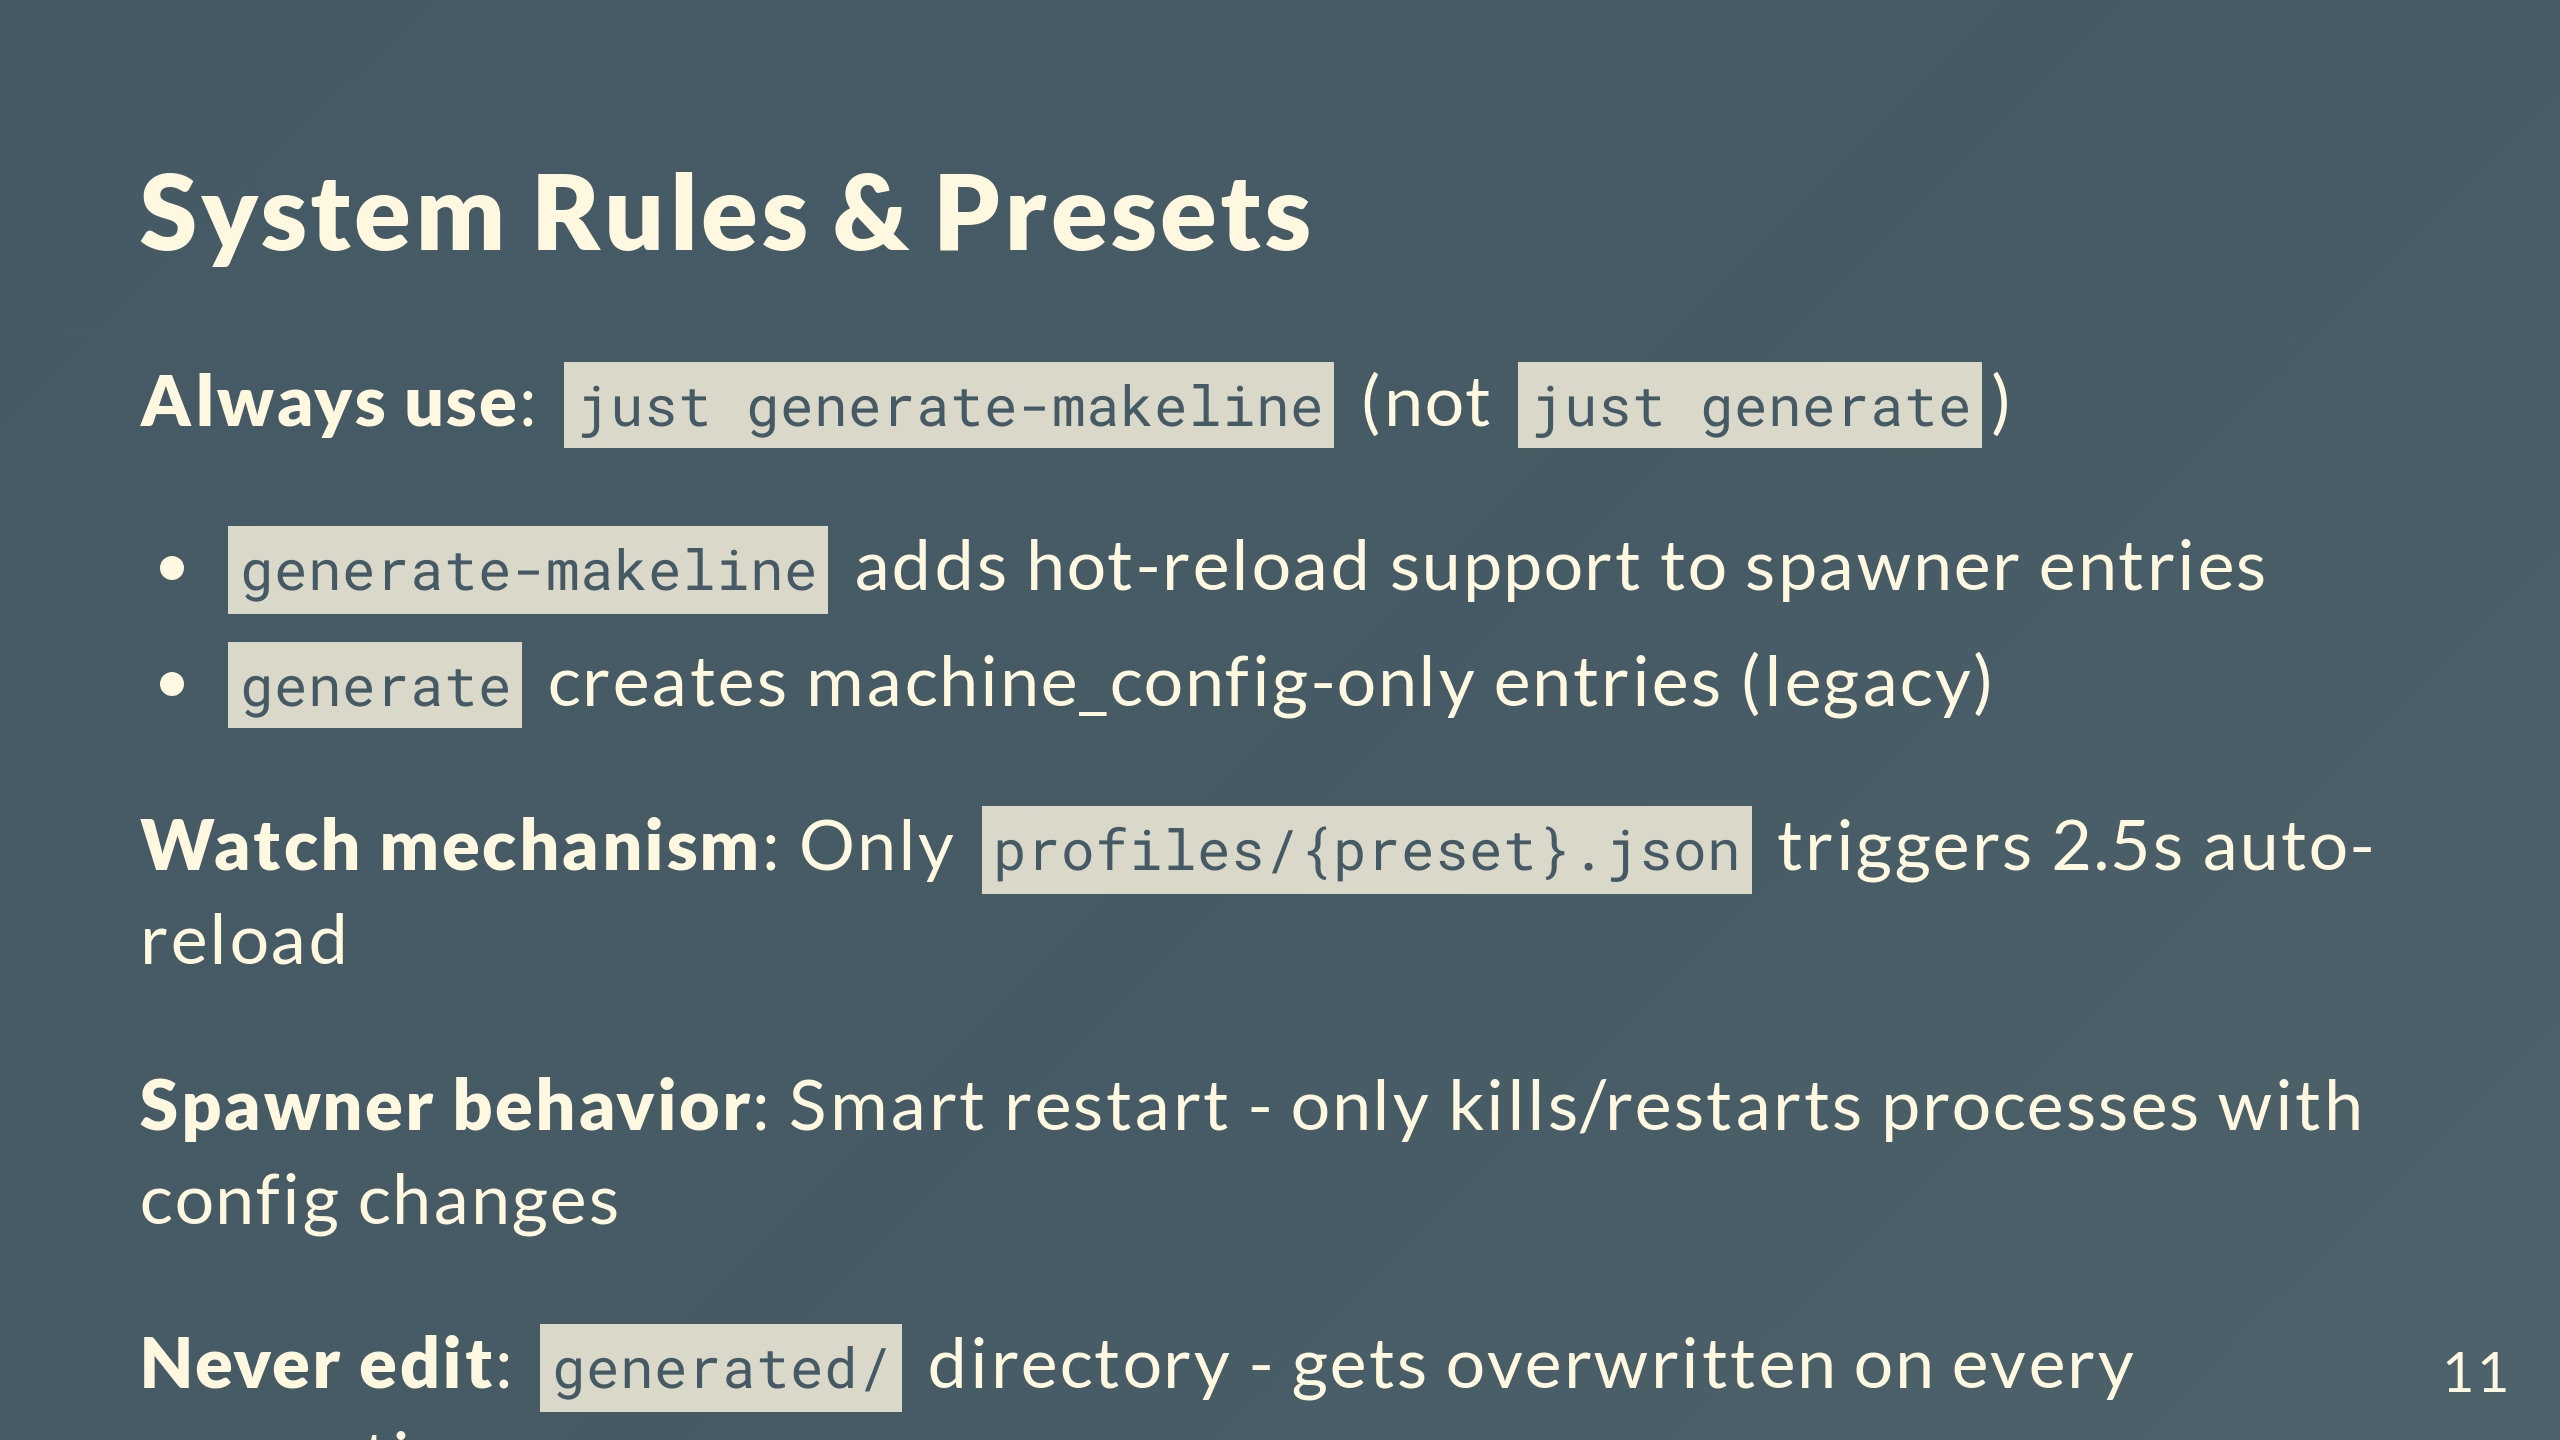 System Rules & Presets
Always use: just generate-makeline (not just generate)
• generate-makeline adds hot-reload support to spawner entries
• generate creates machine_config-only entries (legacy)
Watch mechanism: Only profiles/{preset}.json triggers 2.5s auto-
reload
Spawner behavior: Smart restart - only kills/restarts processes with
config changes
Never edit: generated/ directory - gets overwritten on every
11